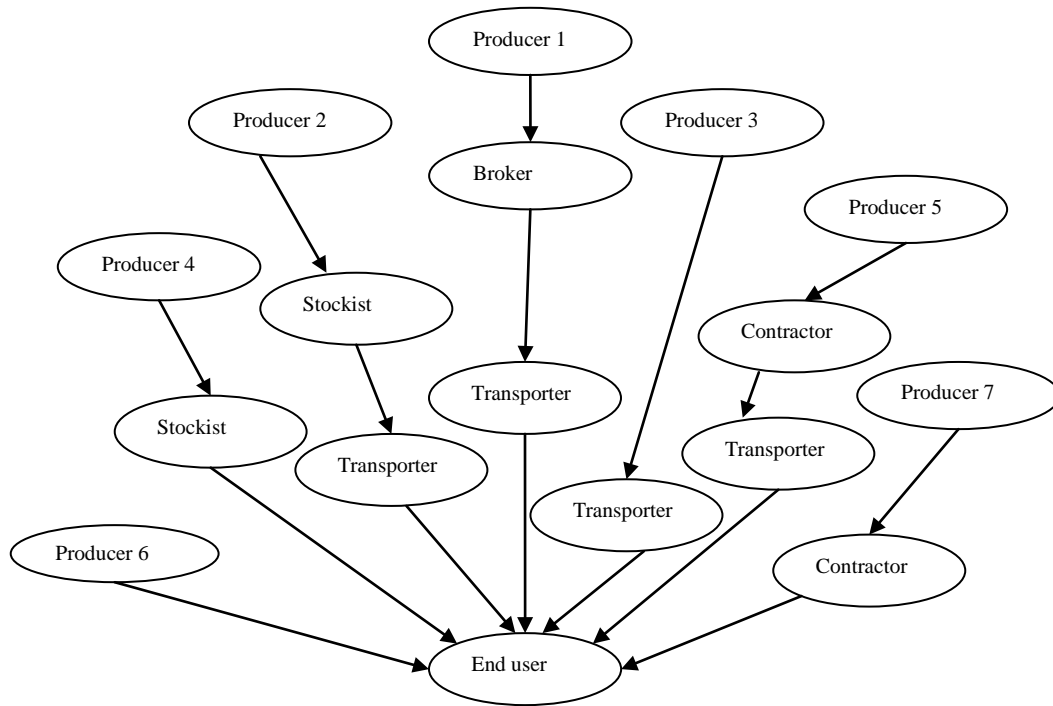 Producer 1
Producer 2
Producer 3
Broker
Producer 5
Producer 4
Stockist
Contractor
Transporter
Producer 7
Stockist
Transporter
Transporter
Transporter
Producer 6
Contractor
End user